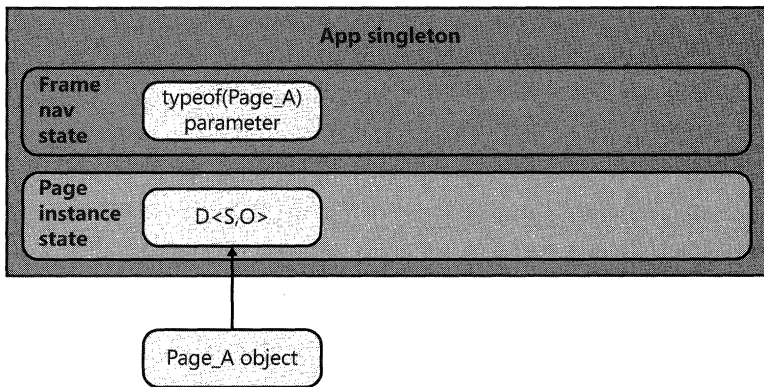 App singleton
Frame
nav
state
typeof(Page_A)
parameter
Page
instance
state
D<S,O>
Page_A object